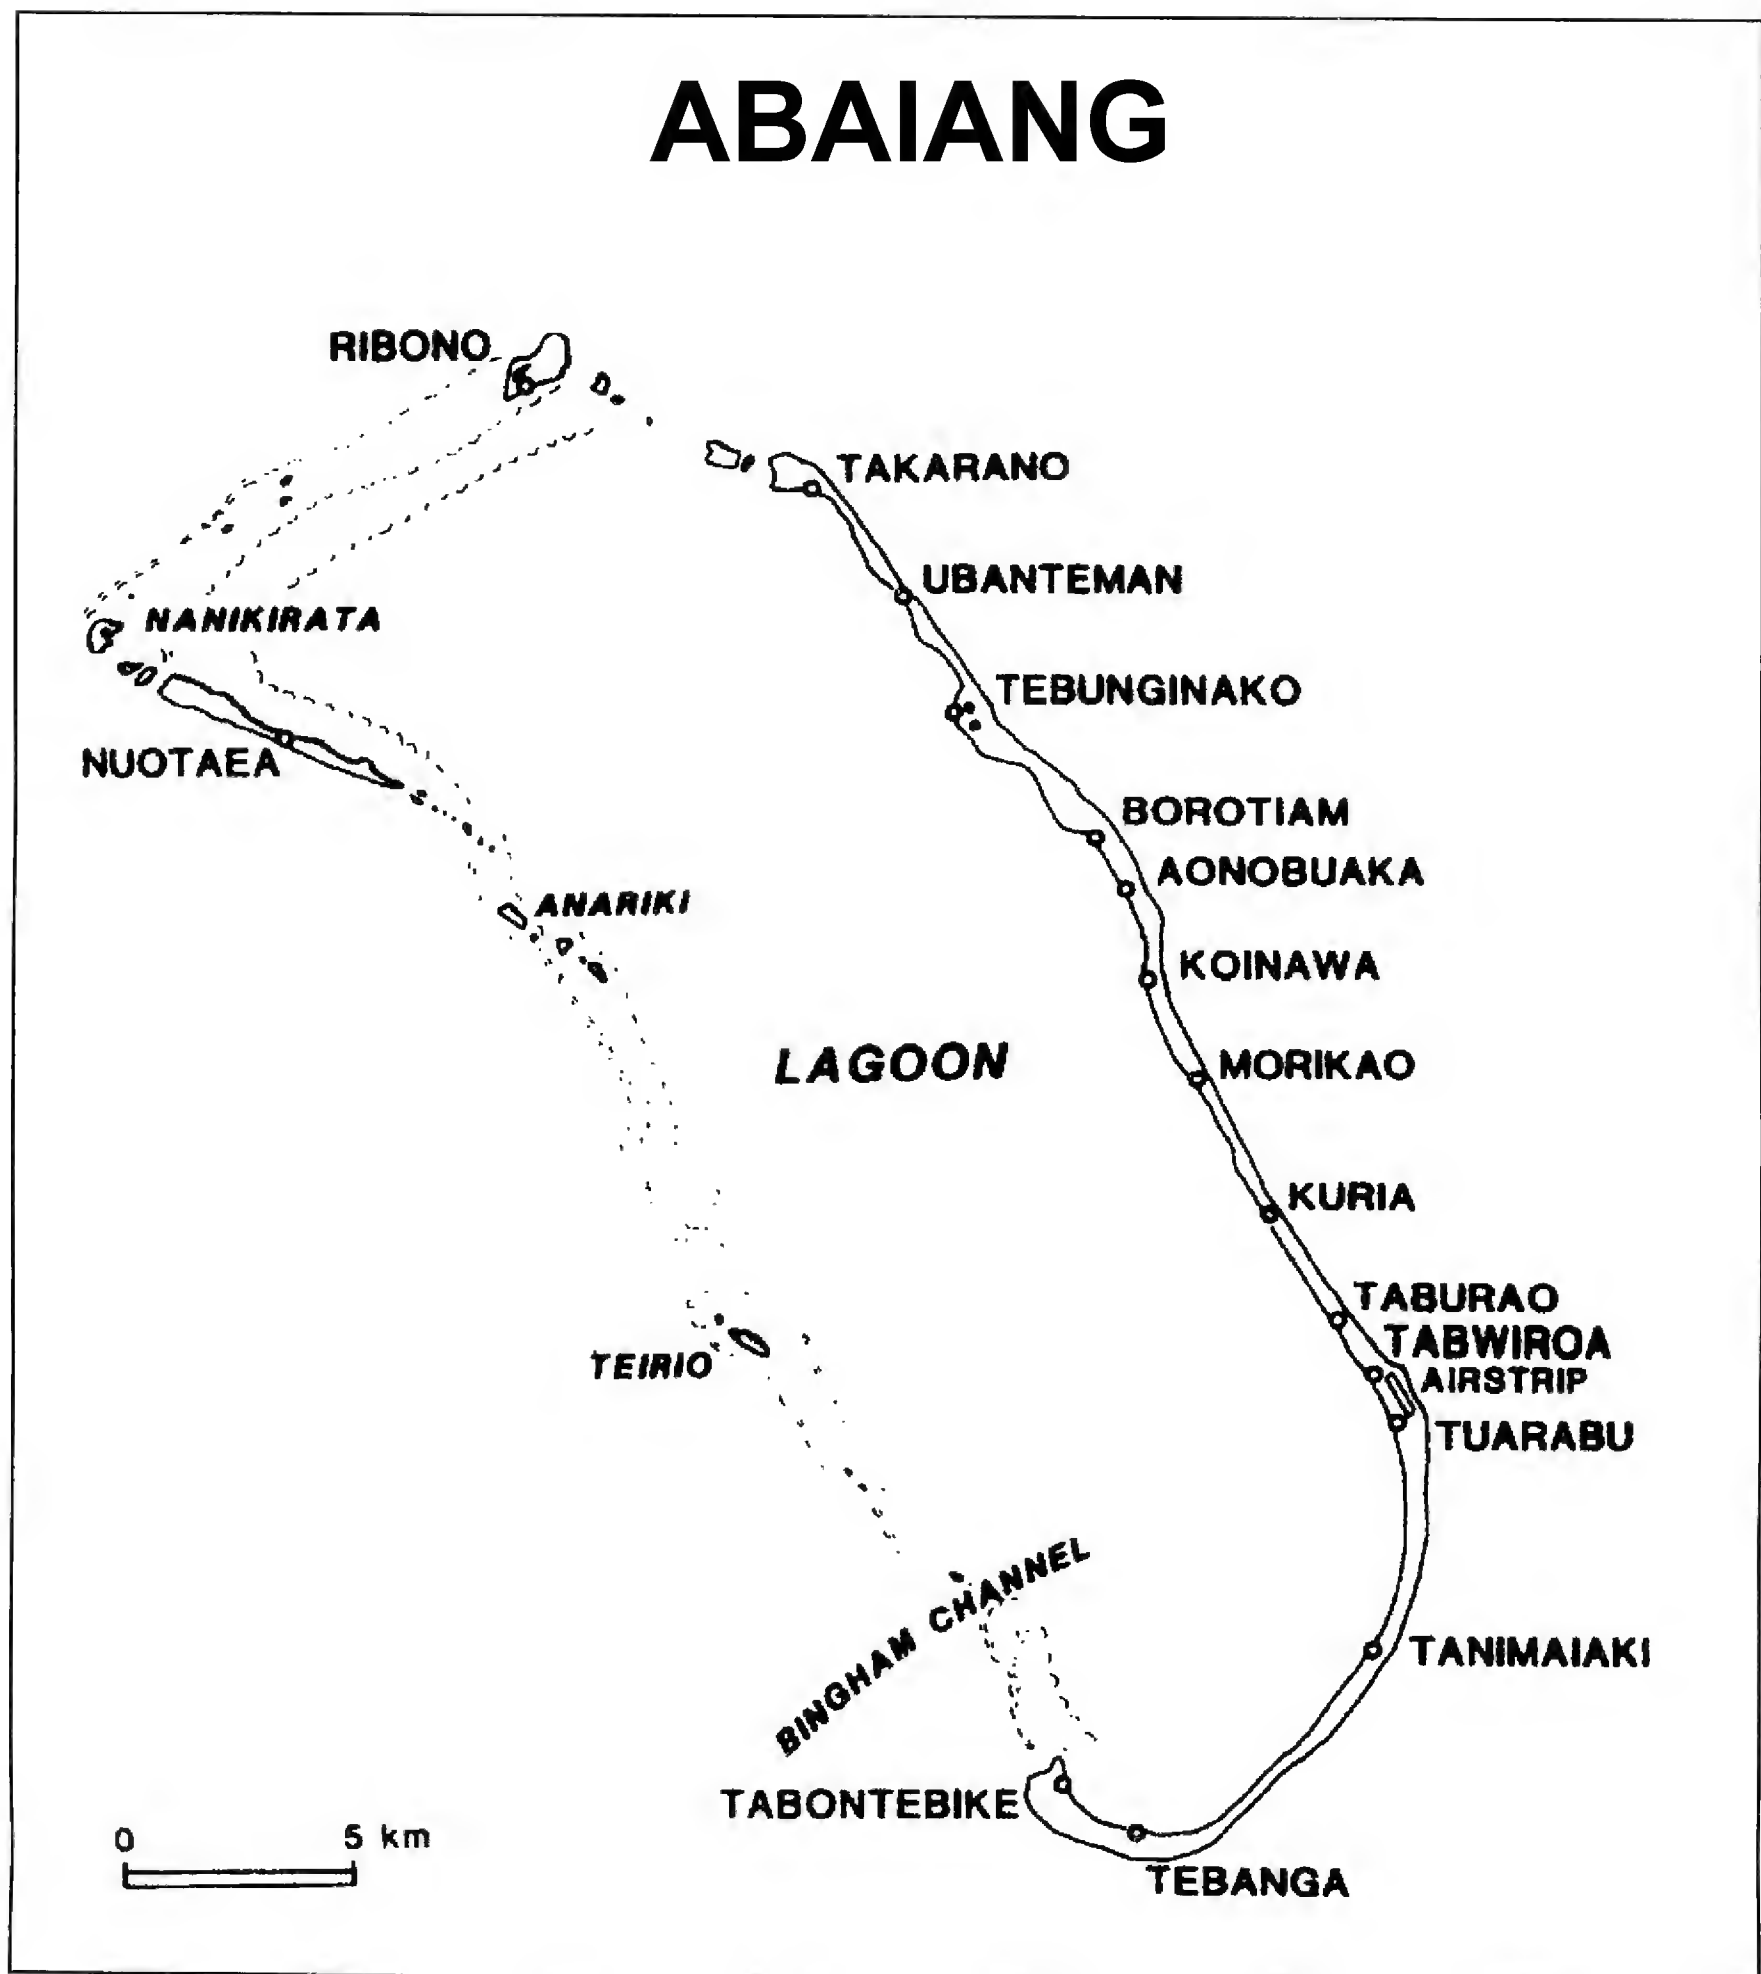 ABAIANG
RIBONO
TAKARANO
UBANTEMAN
NANIKIRATA
TEBUNGINAKO
NUOTAEA
BOROTIAM
AONOBUAKA
ANARIKI
KOINAWA
LAGOON
MORIKAO
KURIA
TABURAO
TABWIROA
TEIRIO
AIRSTRIP
TUARABU
BINGHAM CHANNEL
TANIMAIAKI
TABONTEBIKE
0 5 km
TEBANGA